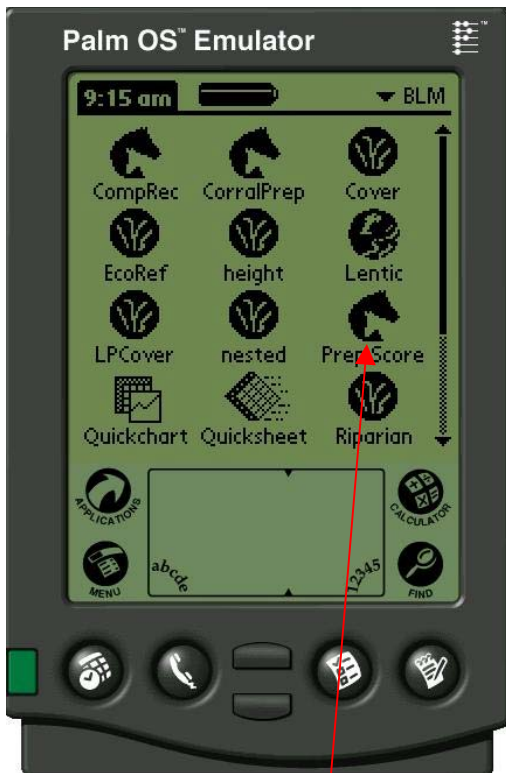 Palm OS™ Emulator
9:15 am BLM
CompRec CorralPrep Cover
EcoRef height Lentic
LPCover nested PrepScore
Quickchart Quicksheet Riparian
APPLICATIONS CALCULATOR
abcde 12345
MENU FIND